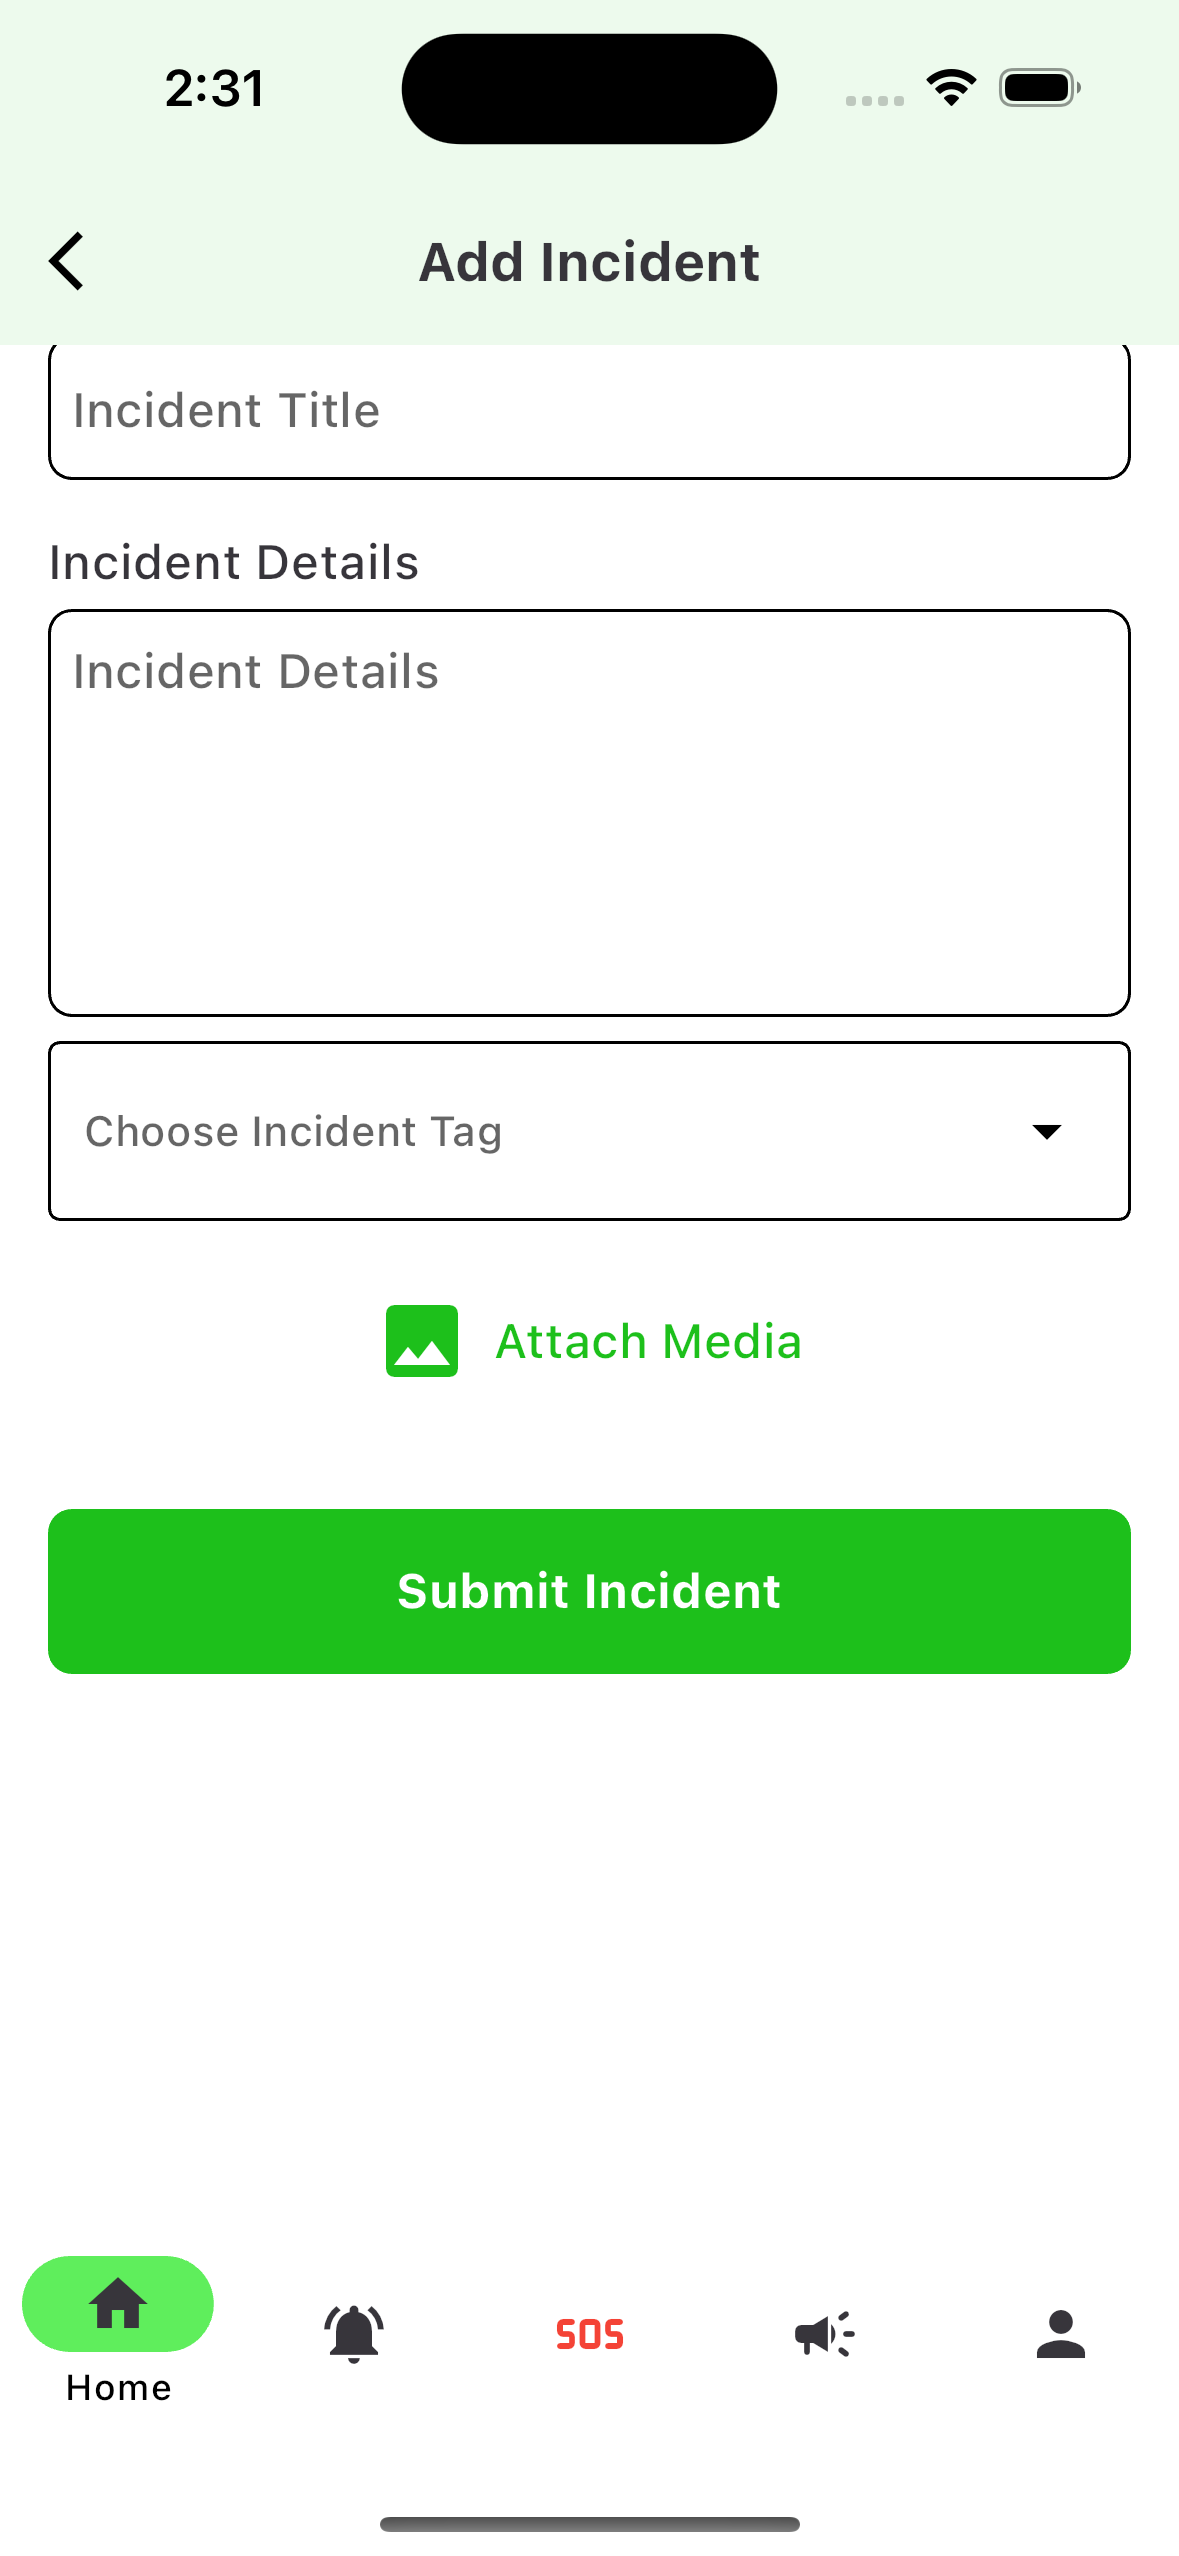 2:31
Add Incident
Incident Title
Incident Details
Incident Details
Choose Incident Tag
Attach Media
Submit Incident
SOS
Home